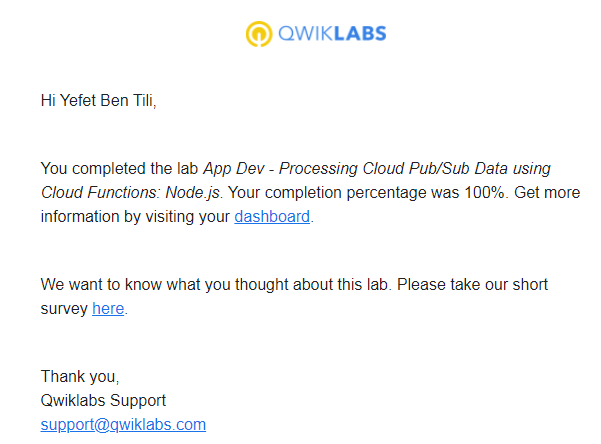 QWIKLABS
Hi Yefet Ben Tili,
You completed the lab App Dev - Processing Cloud Pub/Sub Data using
Cloud Functions: Node.js. Your completion percentage was 100%. Get more
information by visiting your dashboard.
We want to know what you thought about this lab. Please take our short
survey here.
Thank you,
Qwiklabs Support
support@qwiklabs.com